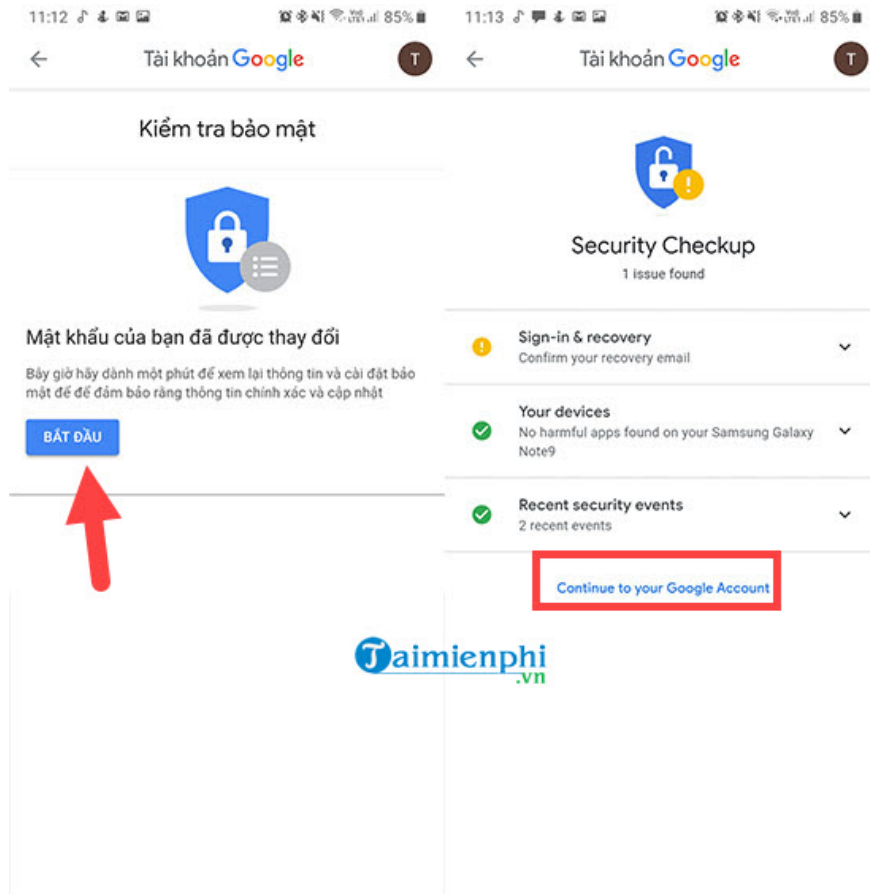 11:12
85%
Tài khoản Google
T
Kiểm tra bảo mật
Mật khẩu của bạn đã được thay đổi
Bây giờ hãy dành một phút để xem lại thông tin và cài đặt bảo
mật để để đảm bảo rằng thông tin chính xác và cập nhật
BẮT ĐẦU
11:13
85%
Tài khoản Google
T
Security Checkup
1 issue found
Sign-in & recovery
Confirm your recovery email
Your devices
No harmful apps found on your Samsung Galaxy
Note9
Recent security events
2 recent events
Continue to your Google Account
Taimienphi
.vn